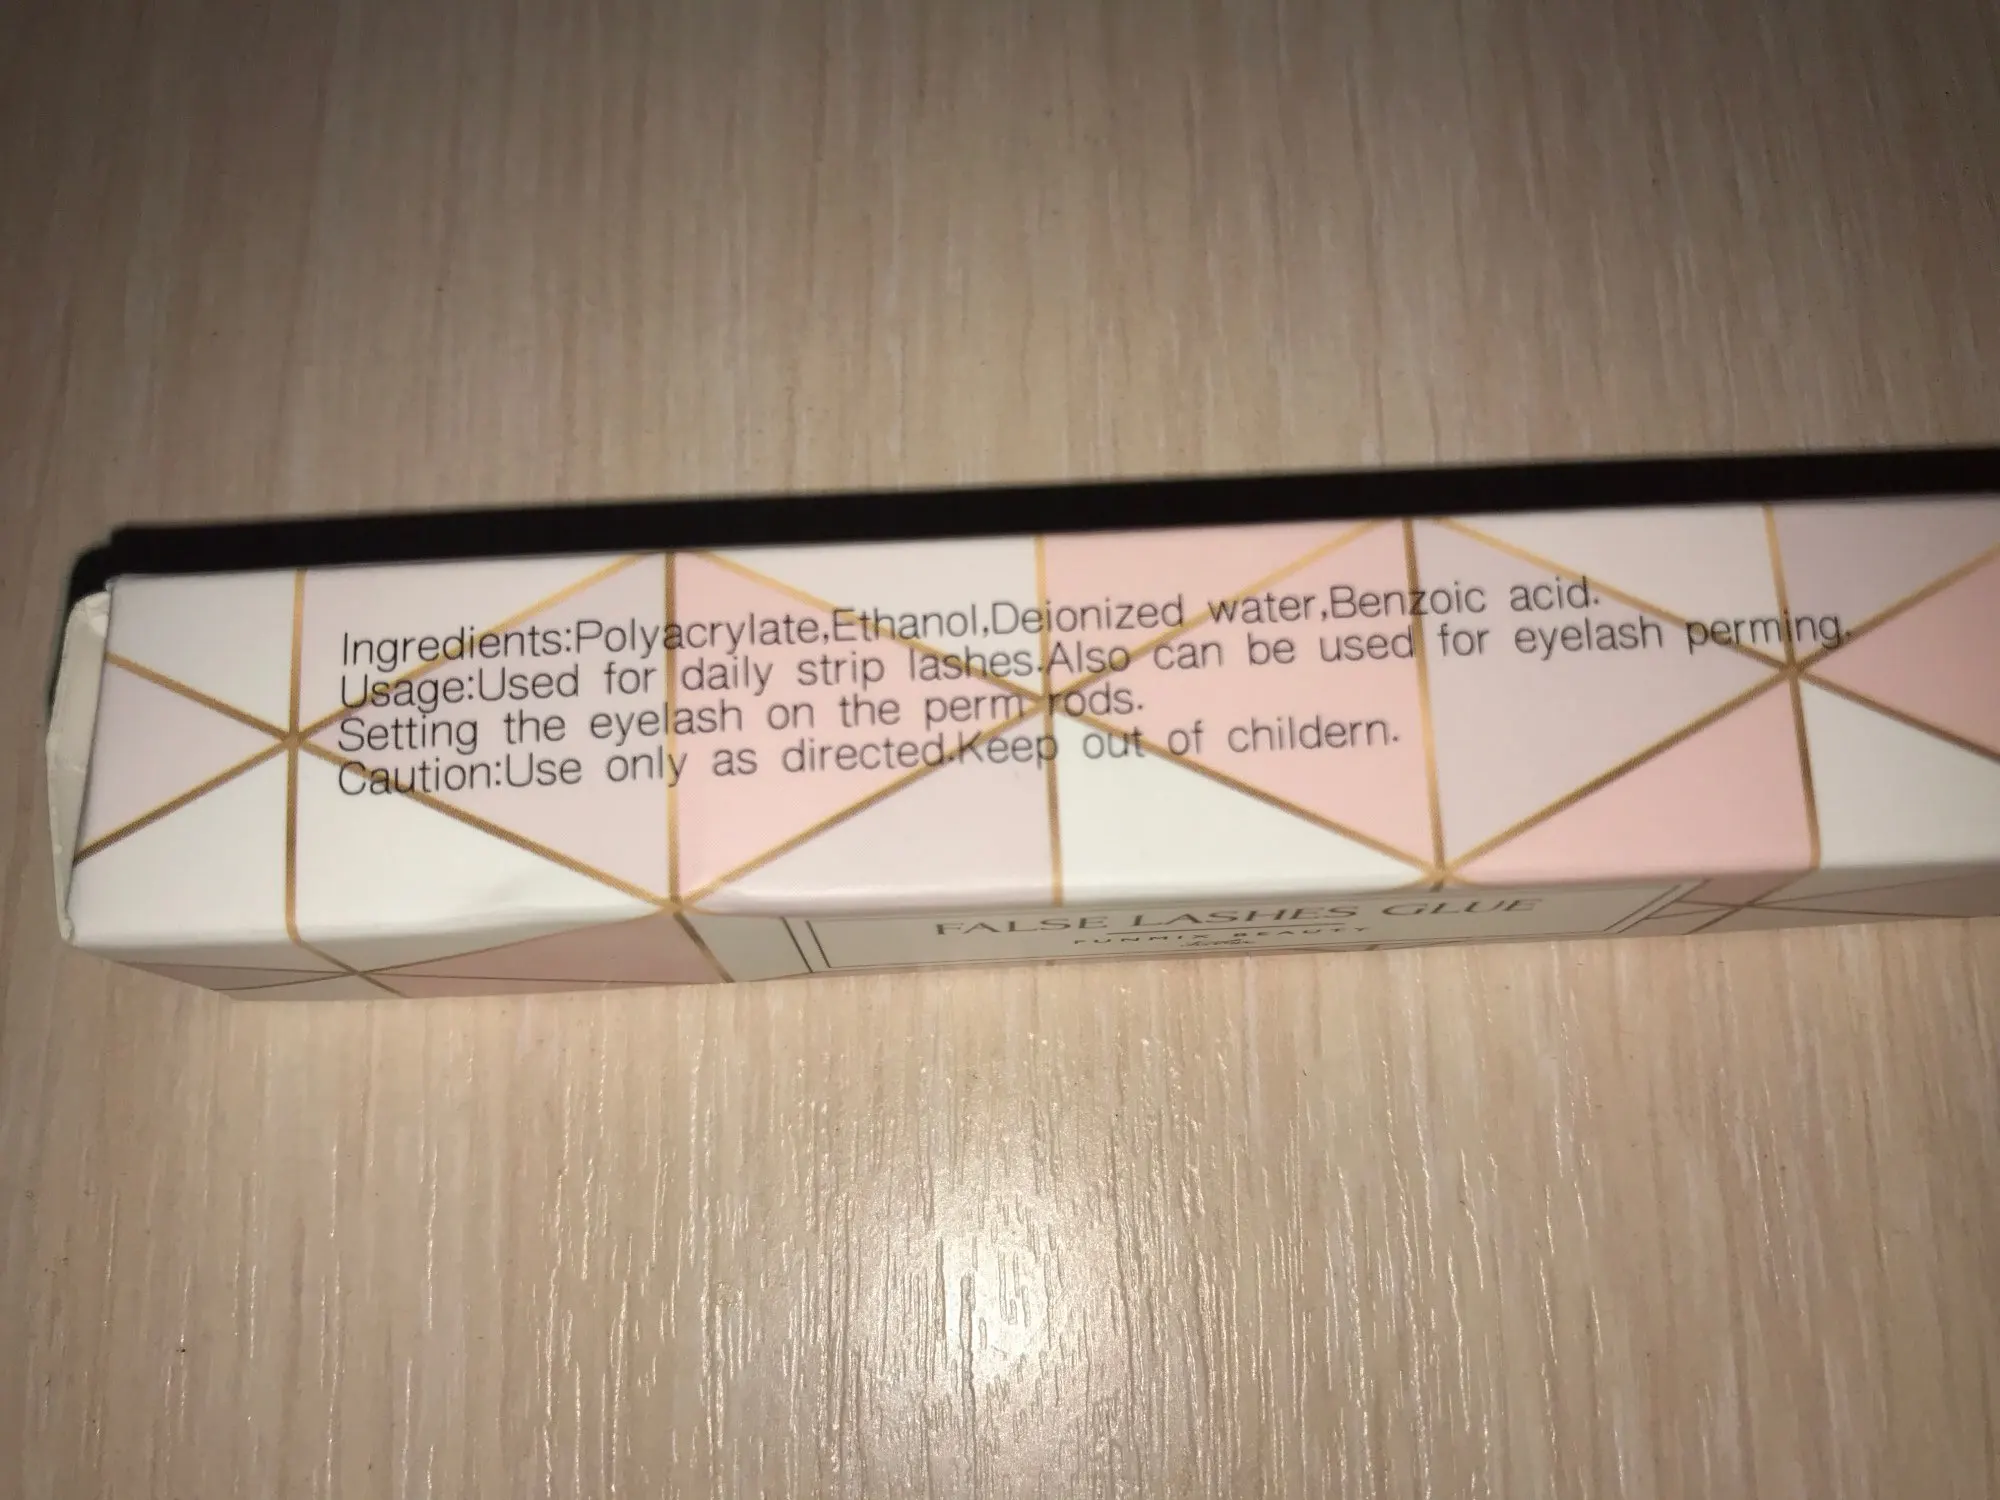 Ingredients:Polyacrylate,Ethanol,Deionized water,Benzoic acid.
Usage:Used for daily strip lashes.Also can be used for eyelash perming.
Setting the eyelash on the perm rods.
Caution:Use only as directed.Keep out of childern.
FALSE LASHES GLUE
FUNMIX BEAUTY